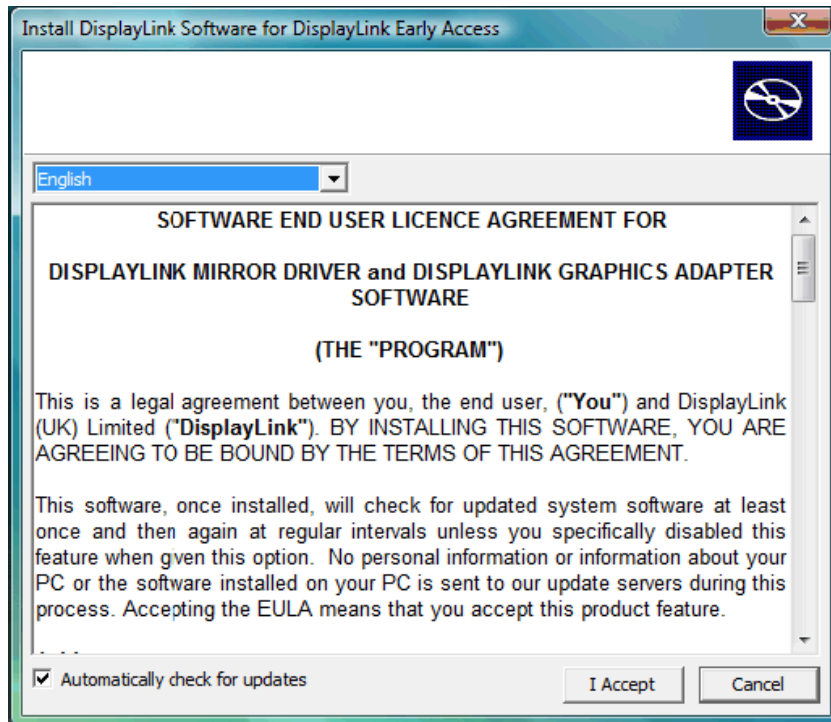 Install DisplayLink Software for DisplayLink Early Access
English
SOFTWARE END USER LICENCE AGREEMENT FOR
DISPLAYLINK MIRROR DRIVER and DISPLAYLINK GRAPHICS ADAPTER
SOFTWARE
(THE "PROGRAM")
This is a legal agreement between you, the end user, ("You") and DisplayLink
(UK) Limited ("DisplayLink"). BY INSTALLING THIS SOFTWARE, YOU ARE
AGREEING TO BE BOUND BY THE TERMS OF THIS AGREEMENT.
This software, once installed, will check for updated system software at least
once and then again at regular intervals unless you specifically disabled this
feature when given this option. No personal information or information about your
PC or the software installed on your PC is sent to our update servers during this
process. Accepting the EULA means that you accept this product feature.
Automatically check for updates
I Accept
Cancel